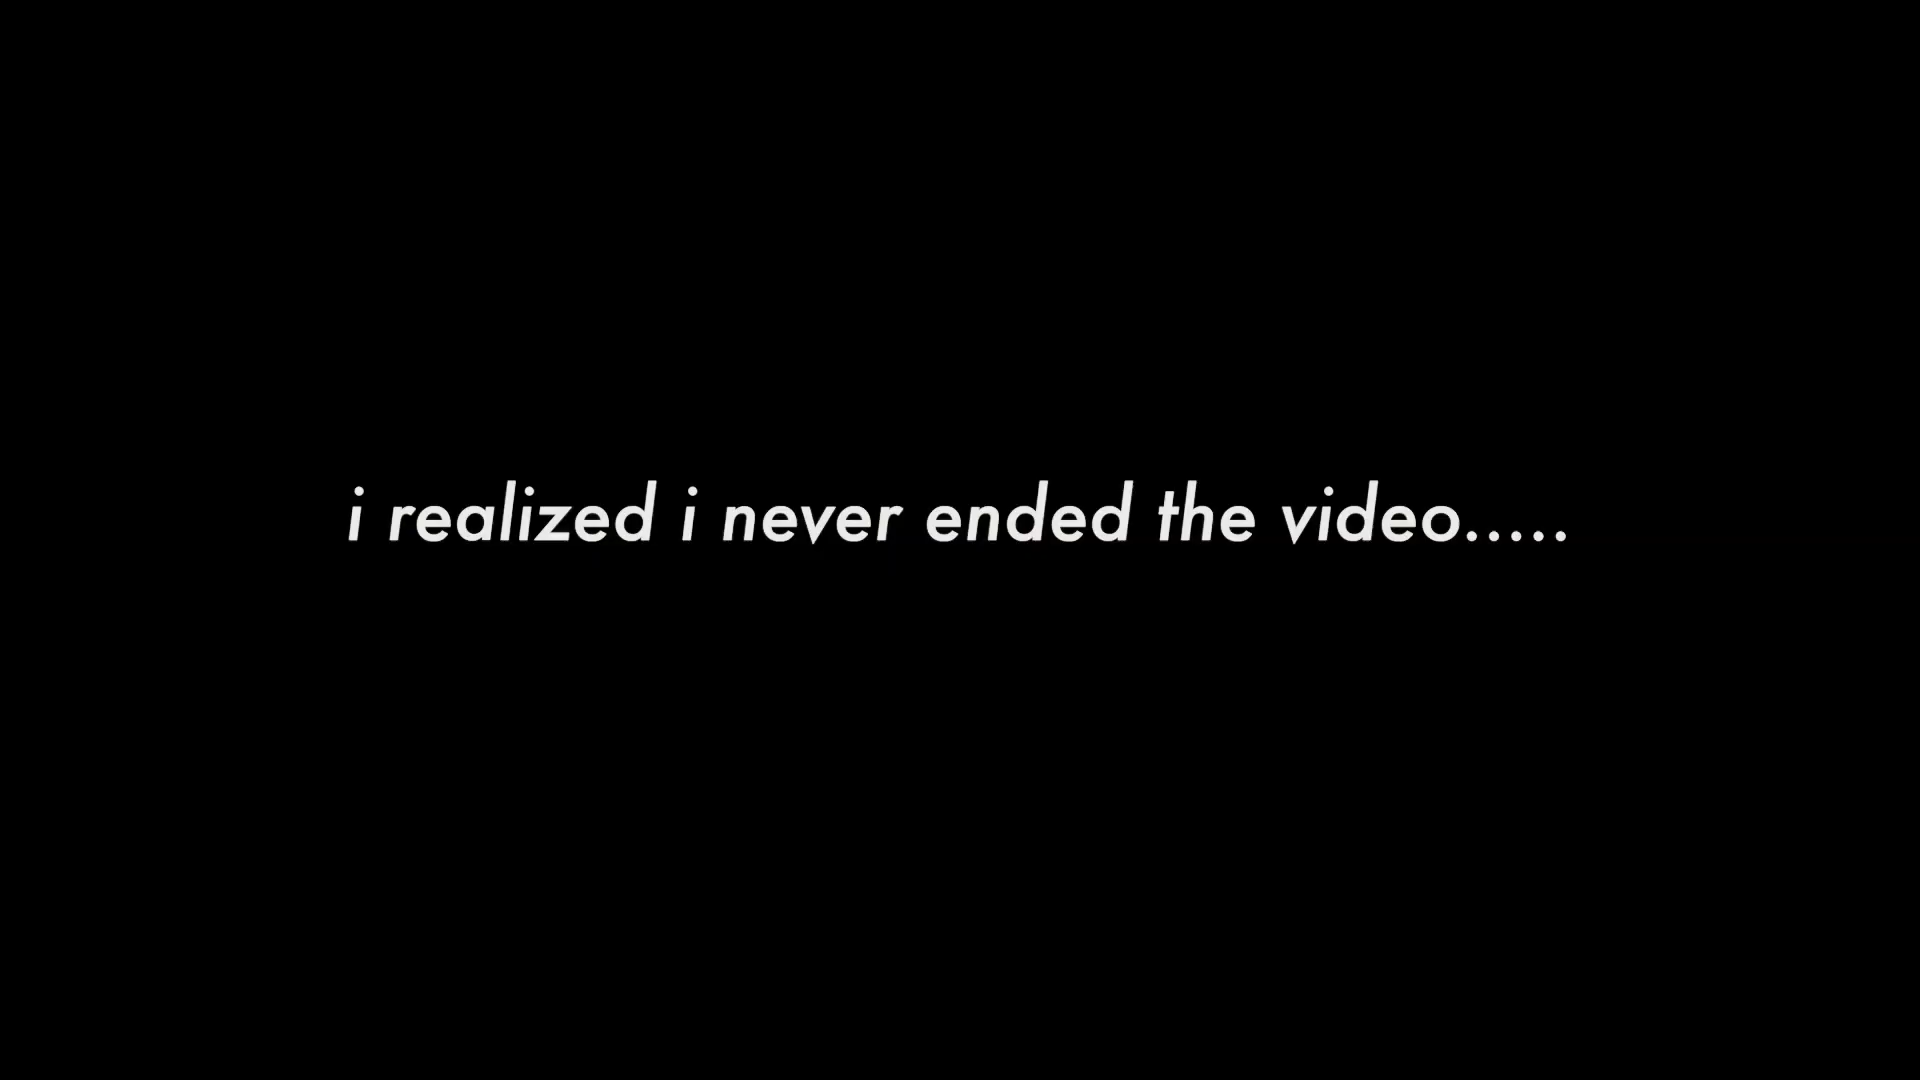 i realized i never ended the video.....